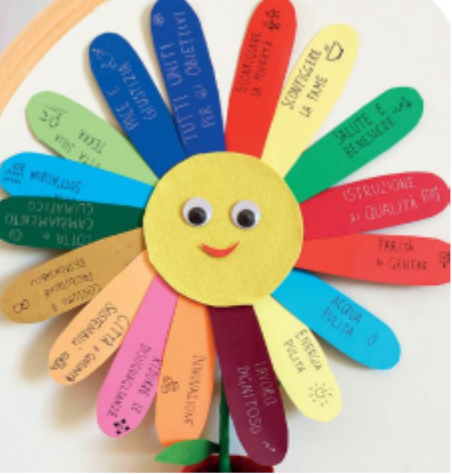 SCONFIGGERE
LA POVERTÀ
SCONFIGGERE
LA FAME
SALUTE E
BENESSERE
ISTRUZIONE
DI QUALITÀ
PARITÀ
DI GENERE
ACQUA
PULITA
ENERGIA
PULITA
LAVORO
DIGNITOSO
INNOVAZIONE
RIDURRE LE
DISUGUAGLIANZE
CITTÀ E COMUNITÀ
SOSTENIBILI
CONSUMO E
PRODUZIONE
RESPONSABILI
LOTTA AL
CAMBIAMENTO
CLIMATICO
SOTT'ACQUA
VITA SULLA
TERRA
PACE E
GIUSTIZIA
TUTTI UNITI
PER GLI OBIETTIVI